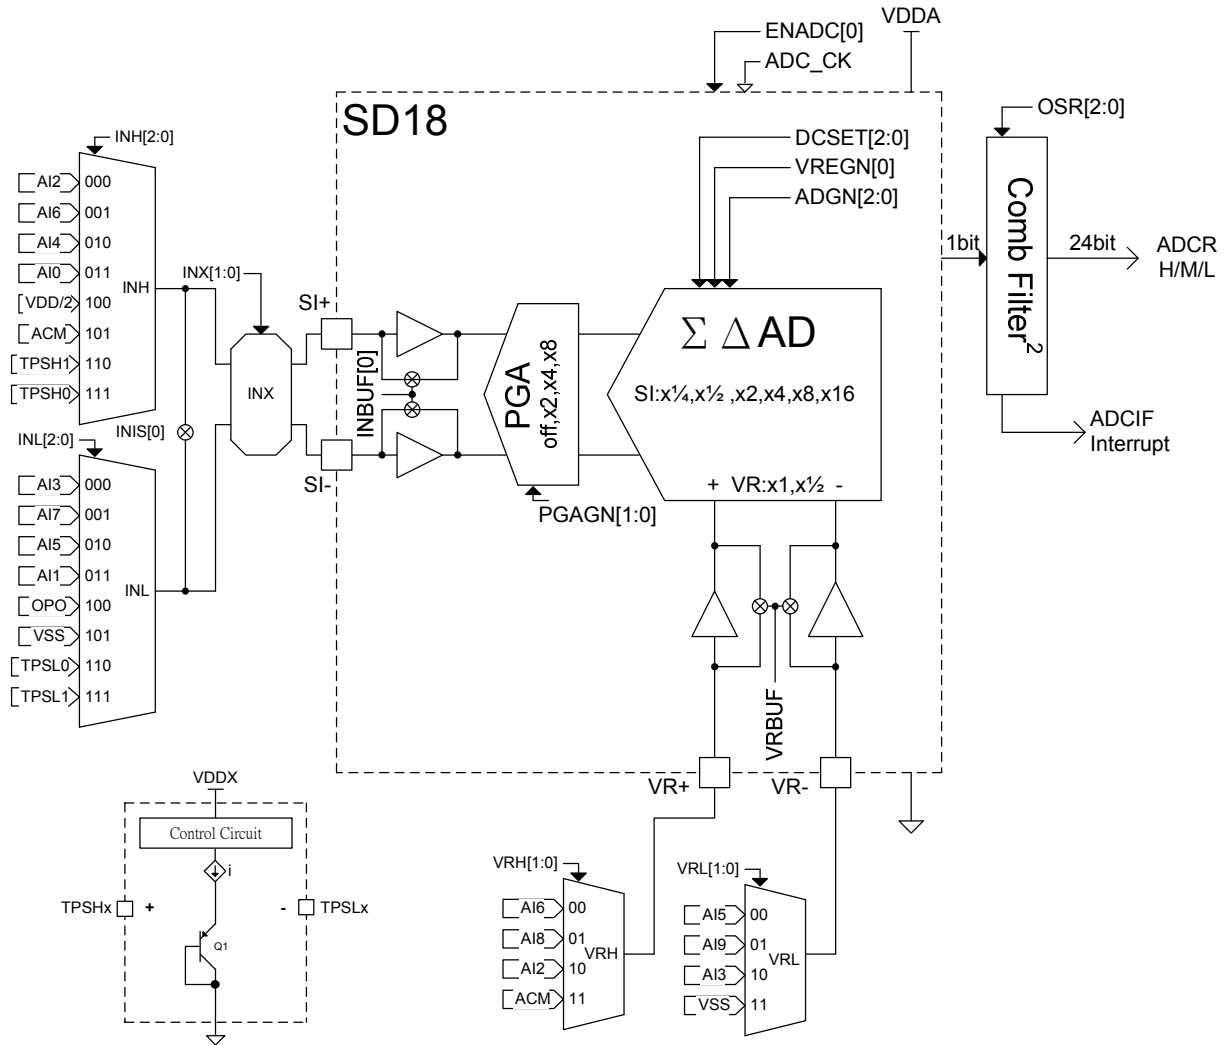 ENADC[0]
VDDA
ADC_CK
SD18
OSR[2:0]
INH[2:0]
DCSET[2:0]
VREGN[0]
ADGN[2:0]
AI2 000
AI6 001
AI4 010
AI0 011
VDD/2 100
ACM 101
TPSH1 110
TPSH0 111
INH
INX[1:0]
INX
SI+
SI-
INBUF[0]
PGA
off,x2,x4,x8
PGAGN[1:0]
Σ Δ AD
SI:x¼,x½ ,x2,x4,x8,x16
+ VR:x1,x½ -
1bit
Comb Filter²
24bit
ADCR
H/M/L
ADCIF
Interrupt
INIS[0]
INL[2:0]
AI3 000
AI7 001
AI5 010
AI1 011
OPO 100
VSS 101
TPSL0 110
TPSL1 111
INL
VRBUF
VR+
VR-
VDDX
Control Circuit
i
TPSHx
+
-
TPSLx
Q1
VRH[1:0]
AI6 00
AI8 01
AI2 10
ACM 11
VRH
VRL[1:0]
AI5 00
AI9 01
AI3 10
VSS 11
VRL